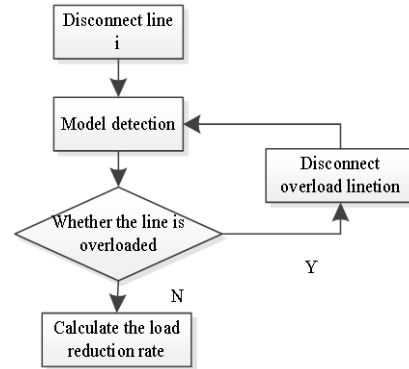 Disconnect line
i
Model detection
Disconnect
overload linetion
Whether the line is
overloaded
Y
N
Calculate the load
reduction rate